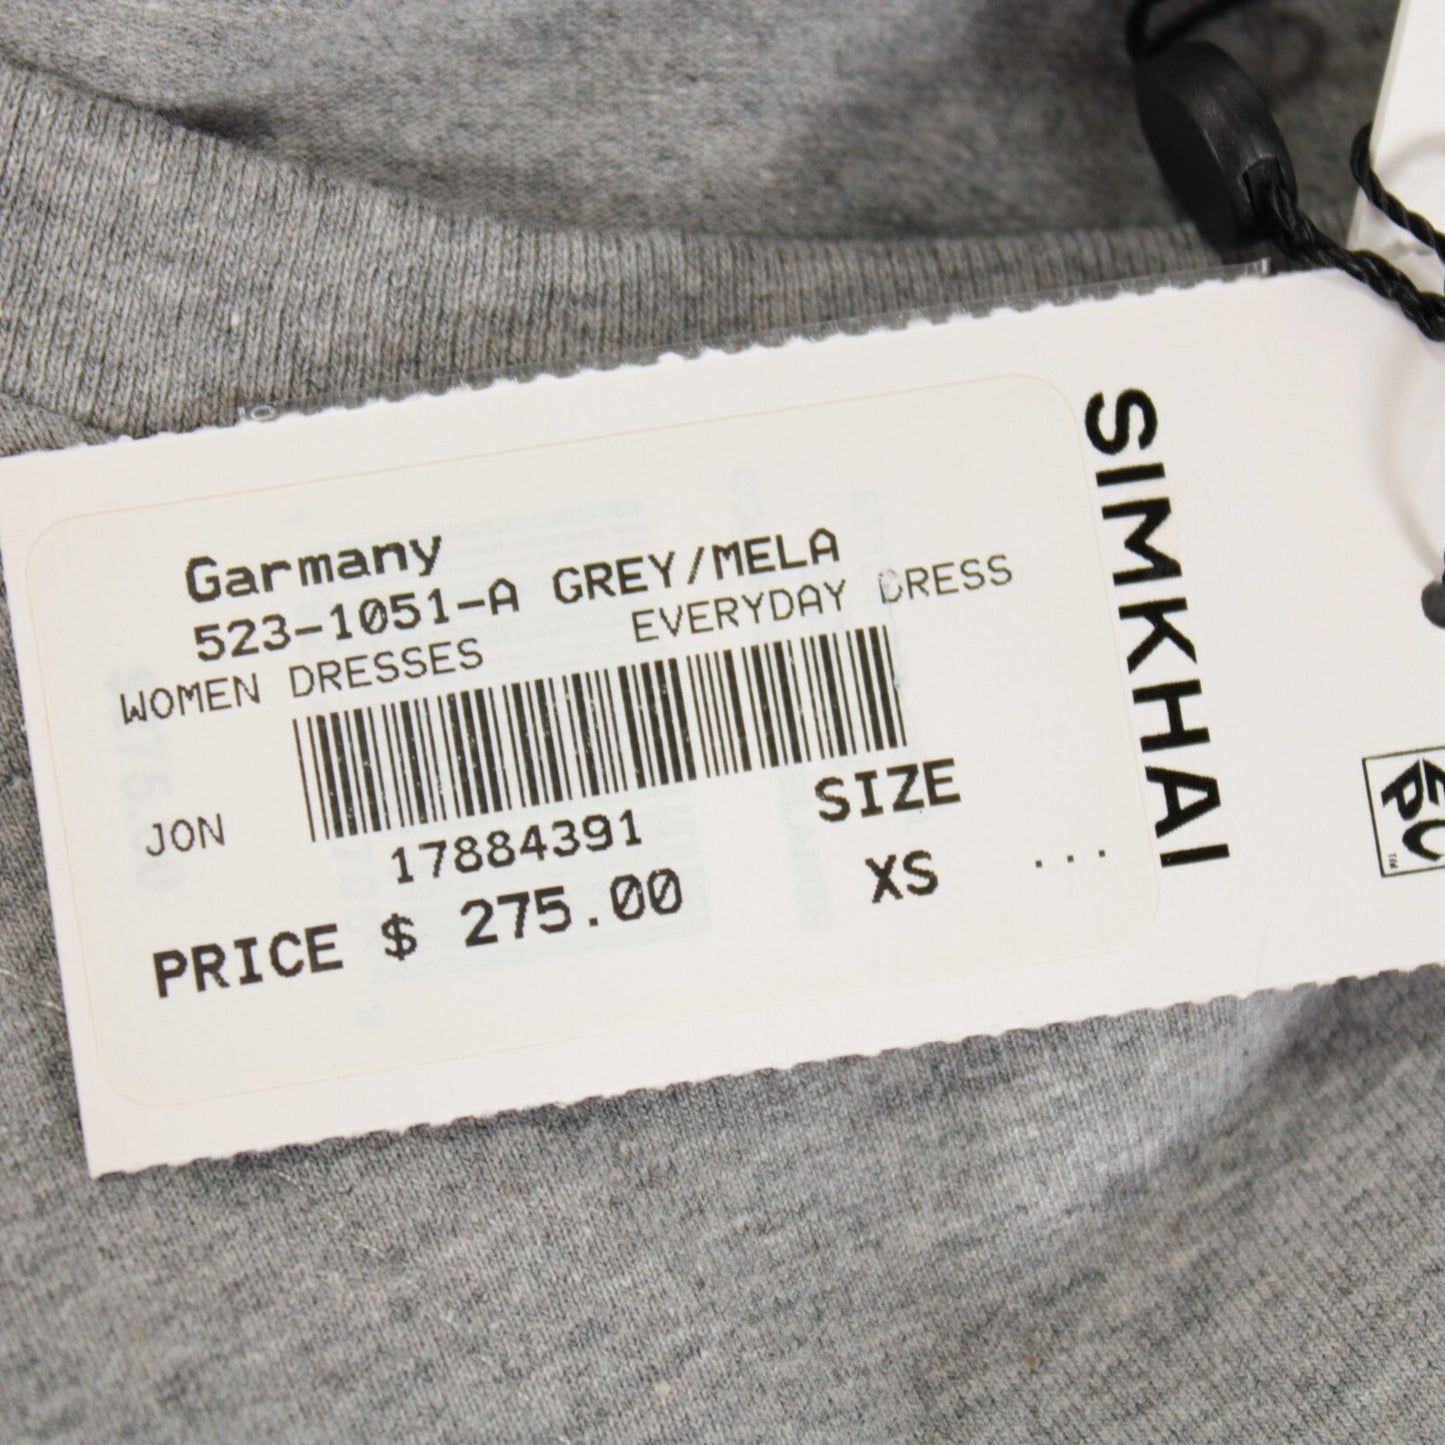 Garmany
523-1051-A GREY/MELA
WOMEN DRESSES EVERYDAY DRESS
JON
17884391
SIZE
XS ...
PRICE $ 275.00
SIMKHAI